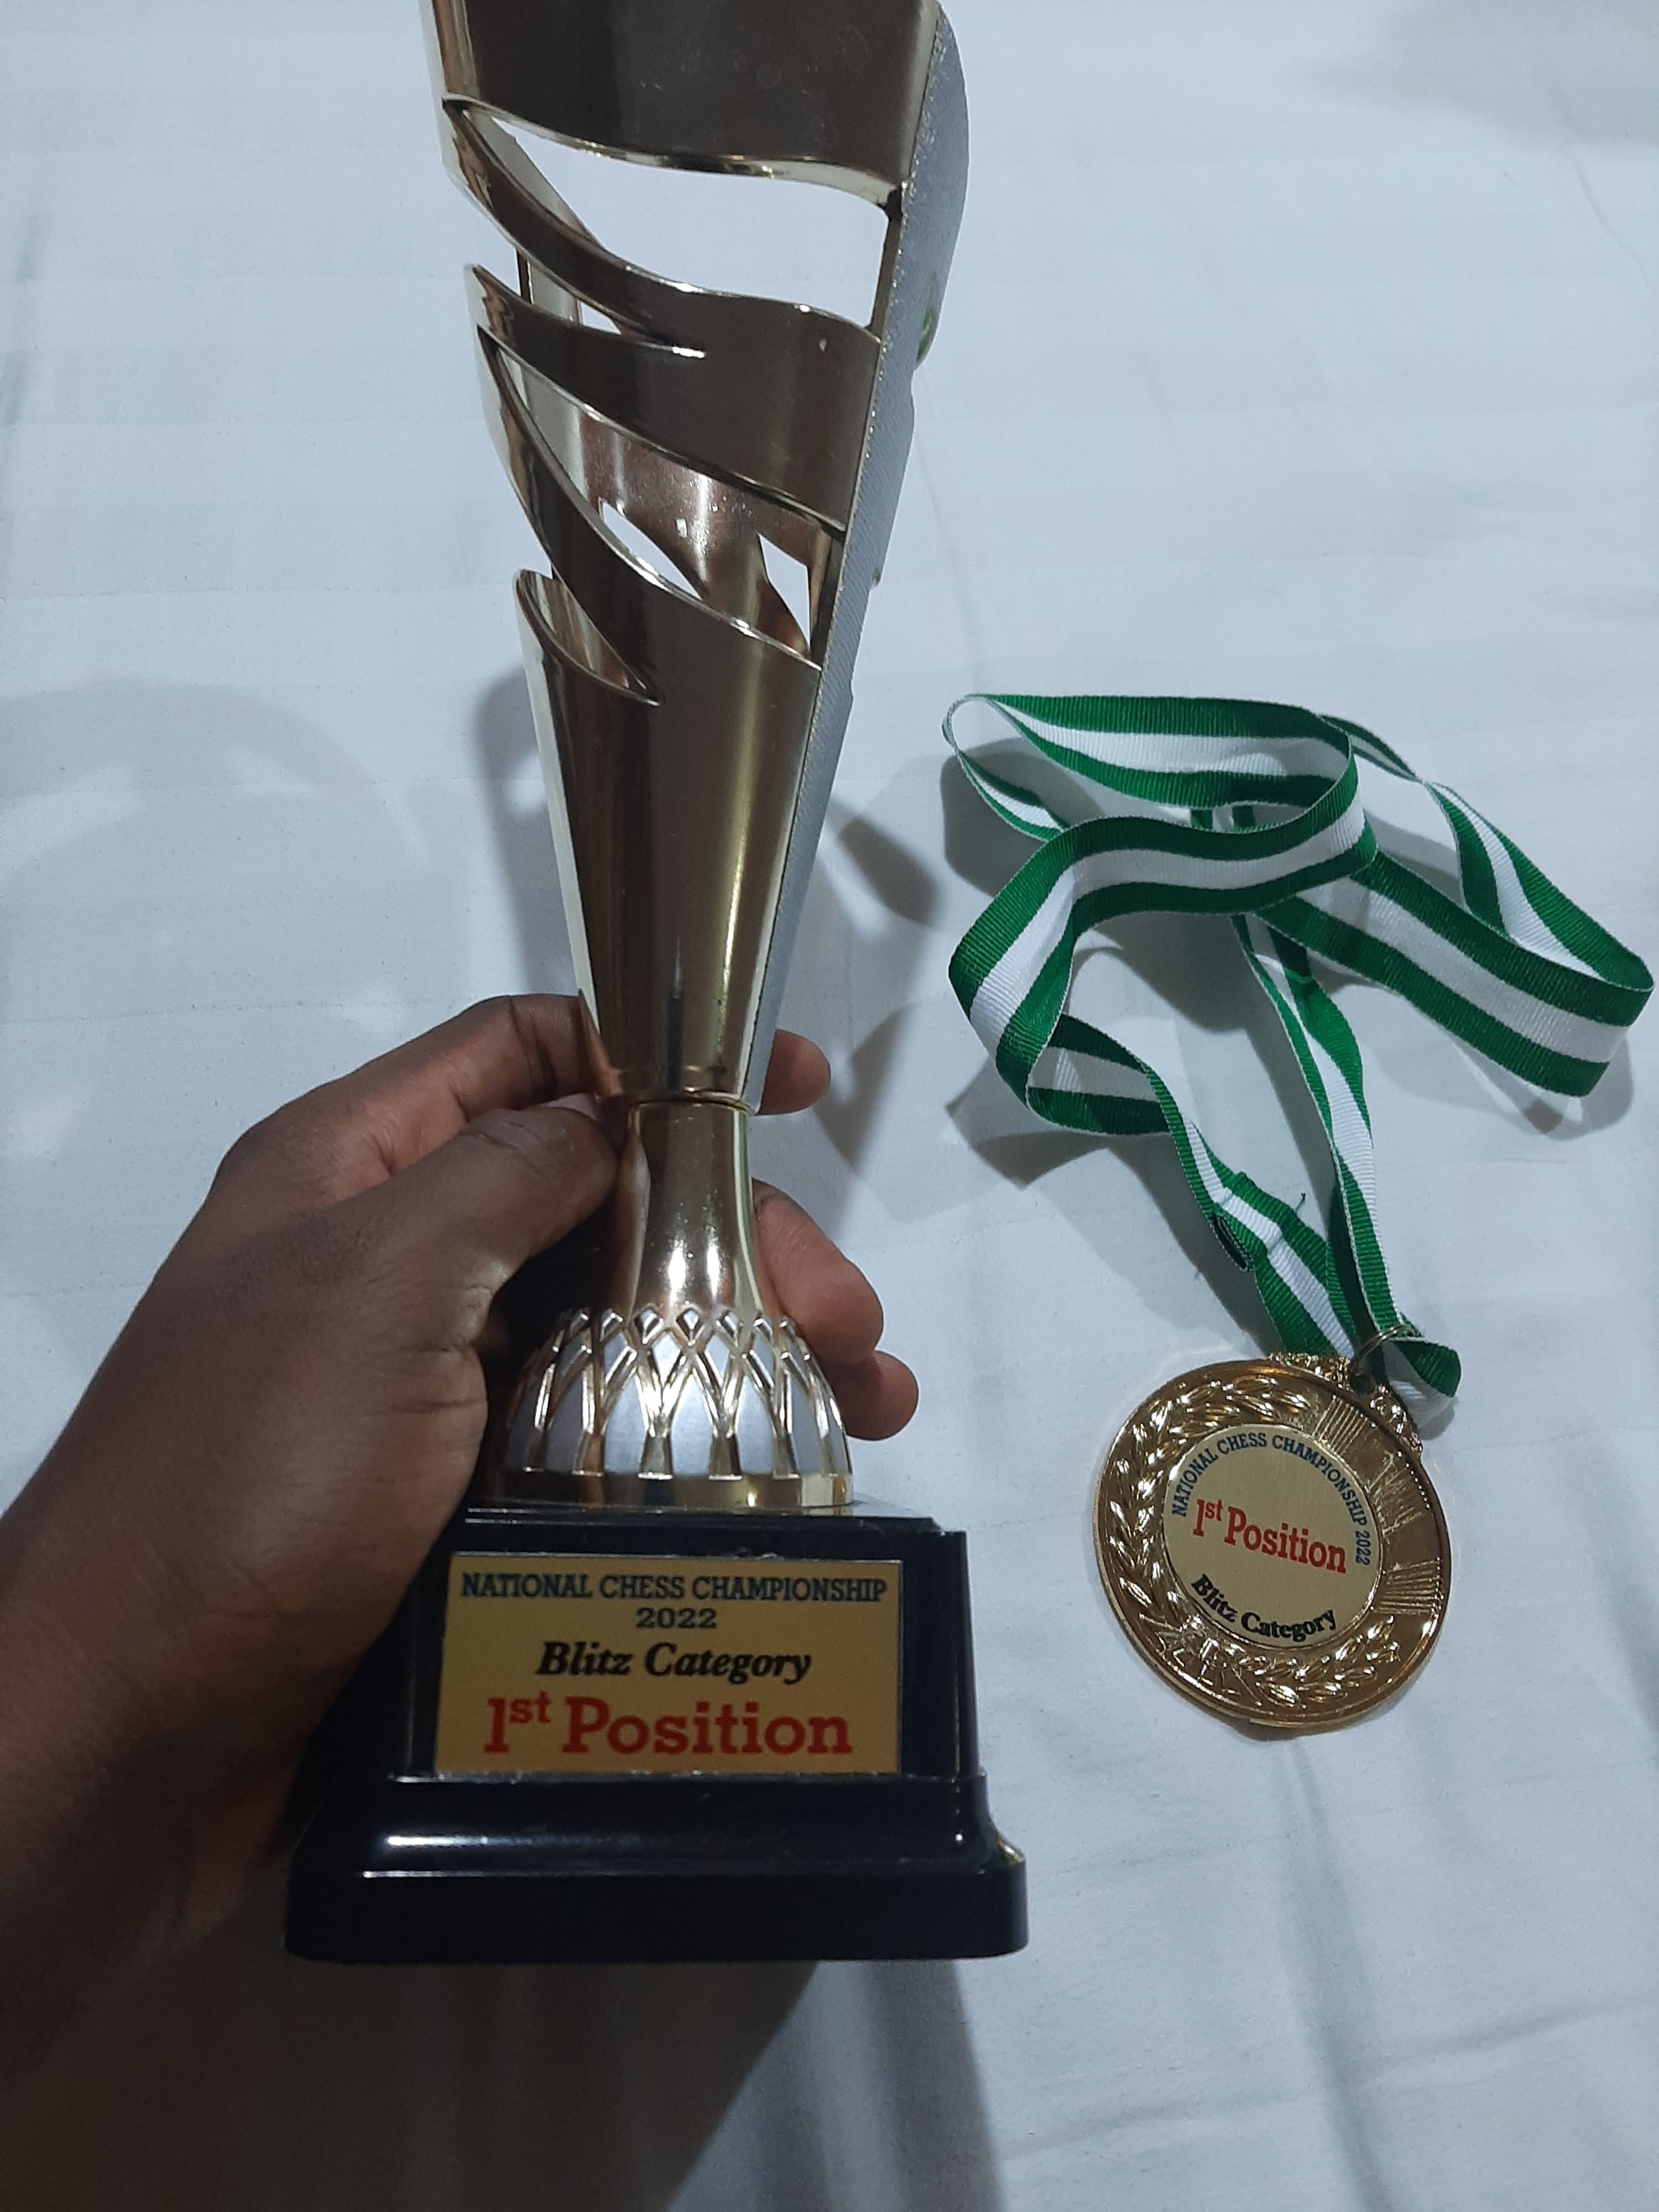 NATIONAL CHESS CHAMPIONSHIP
2022
Blitz Category
1st Position
NATIONAL CHESS CHAMPIONSHIP 2022
1st Position
Blitz Category